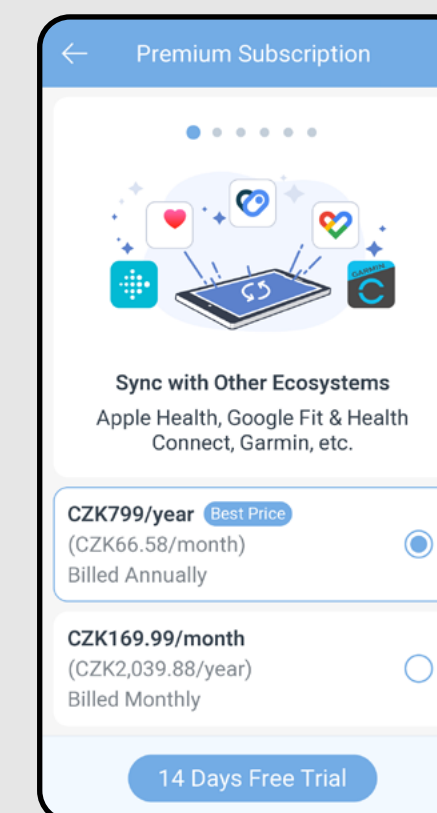 Premium Subscription
GARMIN
Sync with Other Ecosystems
Apple Health, Google Fit & Health
Connect, Garmin, etc.
CZK799/year Best Price
(CZK66.58/month)
Billed Annually
CZK169.99/month
(CZK2,039.88/year)
Billed Monthly
14 Days Free Trial